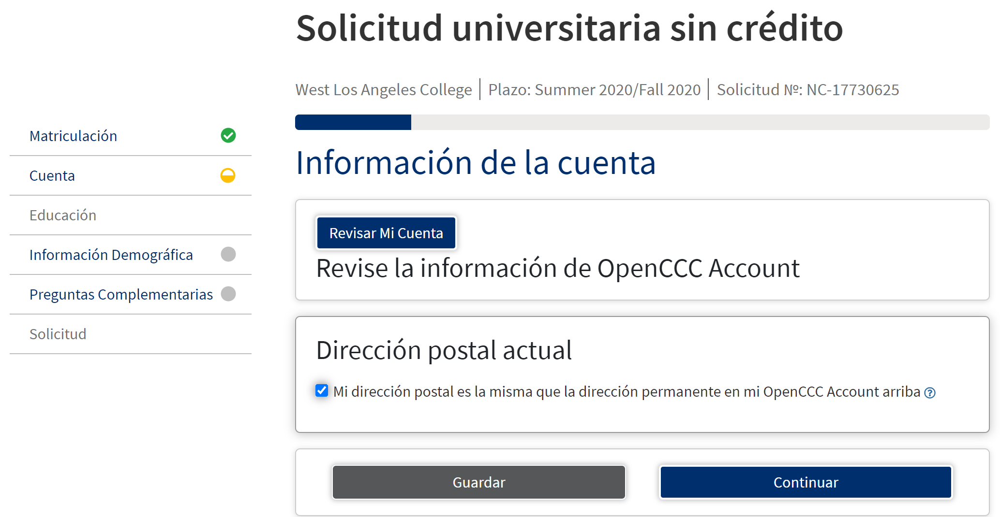 Solicitud universitaria sin crédito
West Los Angeles College | Plazo: Summer 2020/Fall 2020 | Solicitud Nº: NC-17730625
Matriculación
Cuenta
Educación
Información Demográfica
Preguntas Complementarias
Solicitud
Información de la cuenta
Revisar Mi Cuenta
Revise la información de OpenCCC Account
Dirección postal actual
Mi dirección postal es la misma que la dirección permanente en mi OpenCCC Account arriba ?
Guardar
Continuar